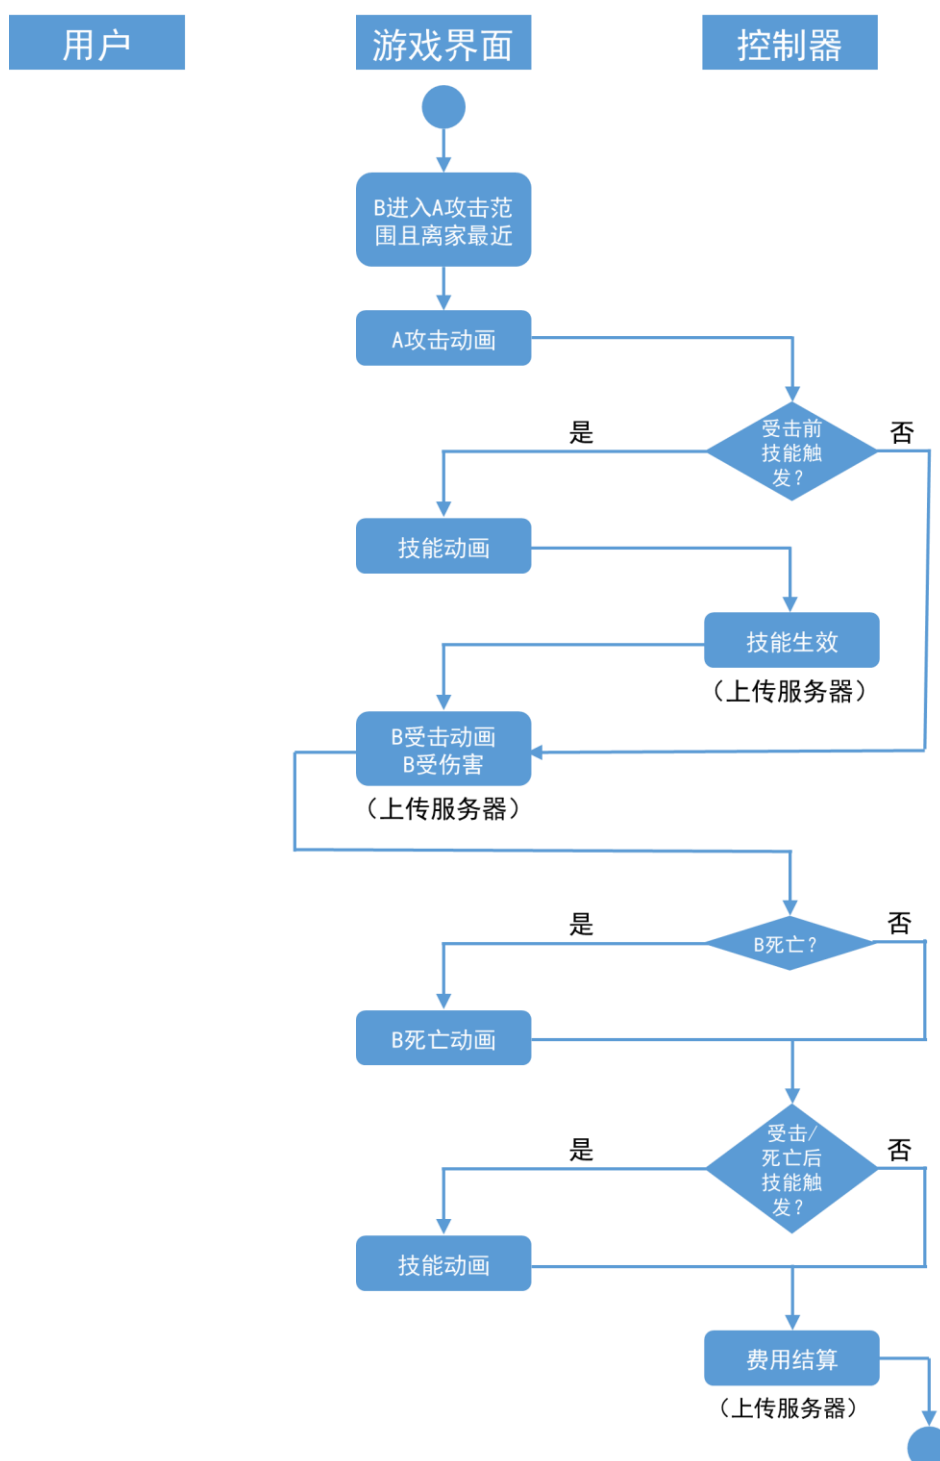 用户
游戏界面
控制器
B进入A攻击范
围且离家最近
A攻击动画
受击前
技能触
发？
是
否
技能动画
技能生效
（上传服务器）
B受击动画
B受伤害
（上传服务器）
是
B死亡？
否
B死亡动画
受击/
死亡后
技能触
发？
是
否
技能动画
费用结算
（上传服务器）